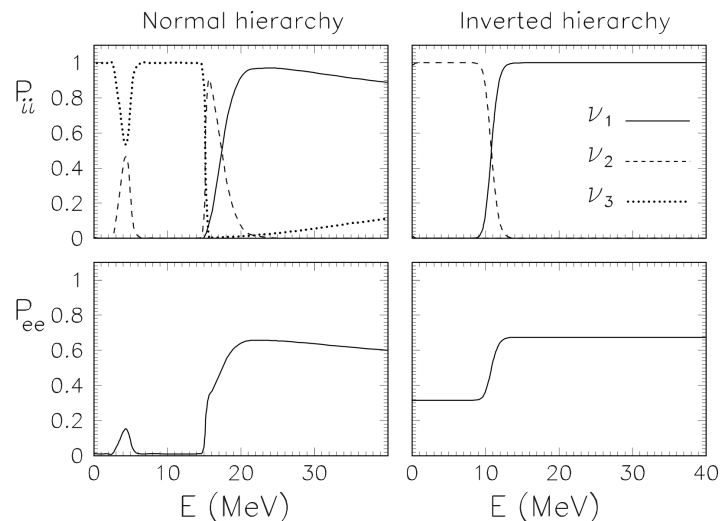 Normal hierarchy Inverted hierarchy
P_ii
1
0.8
0.6
0.4
0.2
0
ν_1
ν_2
ν_3
P_ee
1
0.8
0.6
0.4
0.2
0
0 10 20 30 0 10 20 30 40
E (MeV) E (MeV)